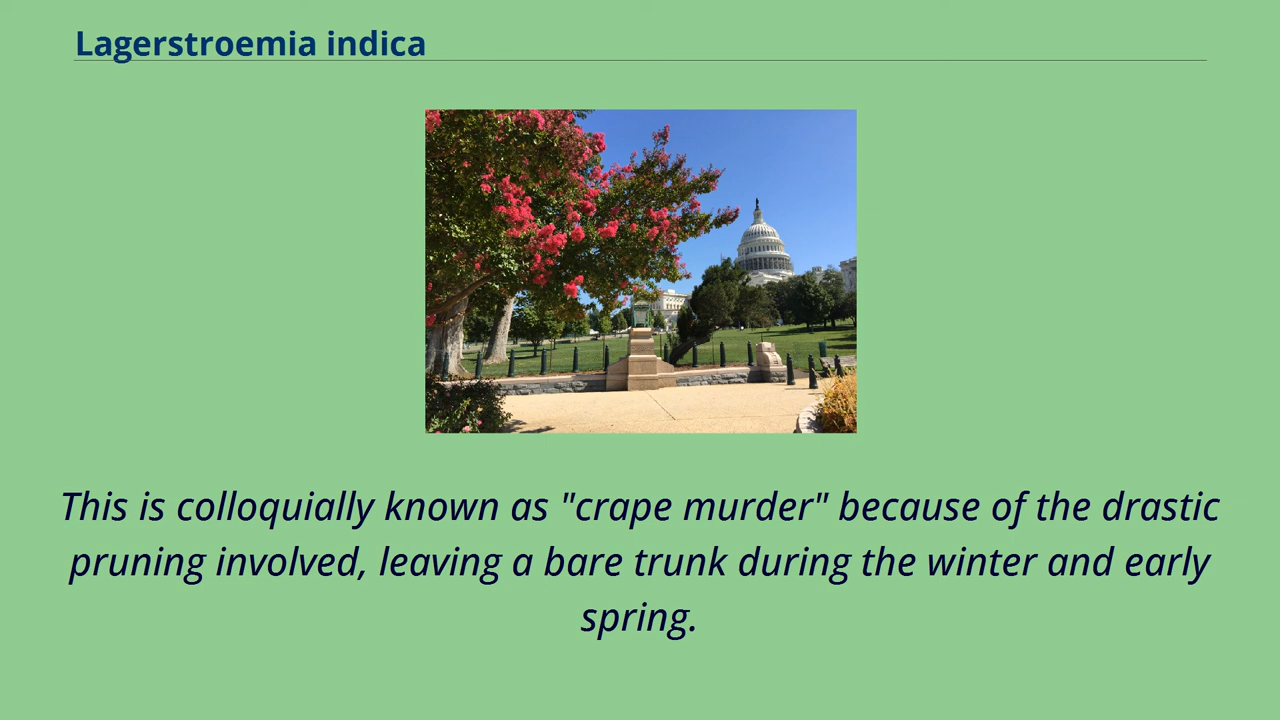 Lagerstroemia indica
This is colloquially known as "crape murder" because of the drastic
pruning involved, leaving a bare trunk during the winter and early
spring.